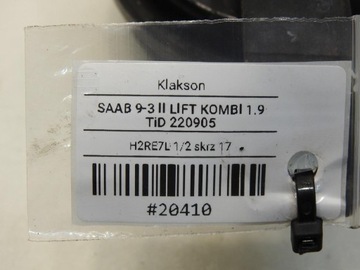 Klakson
SAAB 9-3 II LIFT KOMBI 1.9
TiD 220905
H2RE7L 1/2 skrz 17
#20410